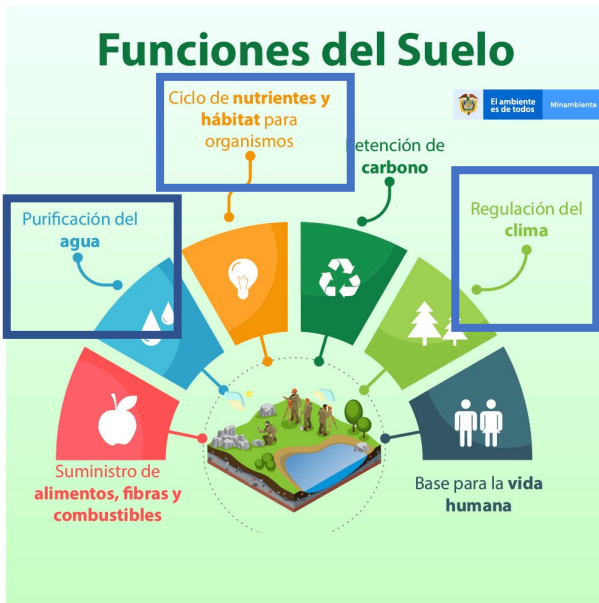 Funciones del Suelo
Ciclo de nutrientes y
hábitat para
organismos
El ambiente
es de todos
Minambiente
Retención de
carbono
Purificación del
agua
Regulación del
clima
Suministro de
alimentos, fibras y
combustibles
Base para la vida
humana